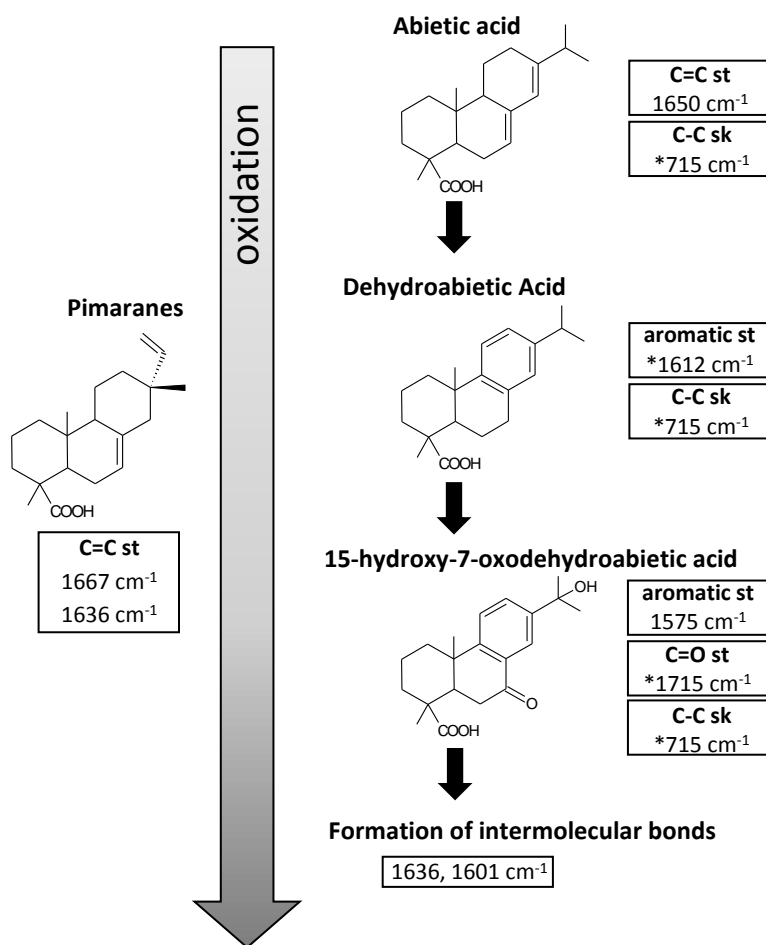 Abietic acid
C=C st
1650 cm⁻¹
C-C sk
*715 cm⁻¹
COOH
oxidation
Dehydroabietic Acid
aromatic st
*1612 cm⁻¹
C-C sk
*715 cm⁻¹
COOH
Pimaranes
COOH
C=C st
1667 cm⁻¹
1636 cm⁻¹
15-hydroxy-7-oxodehydroabietic acid
OH
O
COOH
aromatic st
1575 cm⁻¹
C=O st
*1715 cm⁻¹
C-C sk
*715 cm⁻¹
Formation of intermolecular bonds
1636, 1601 cm⁻¹